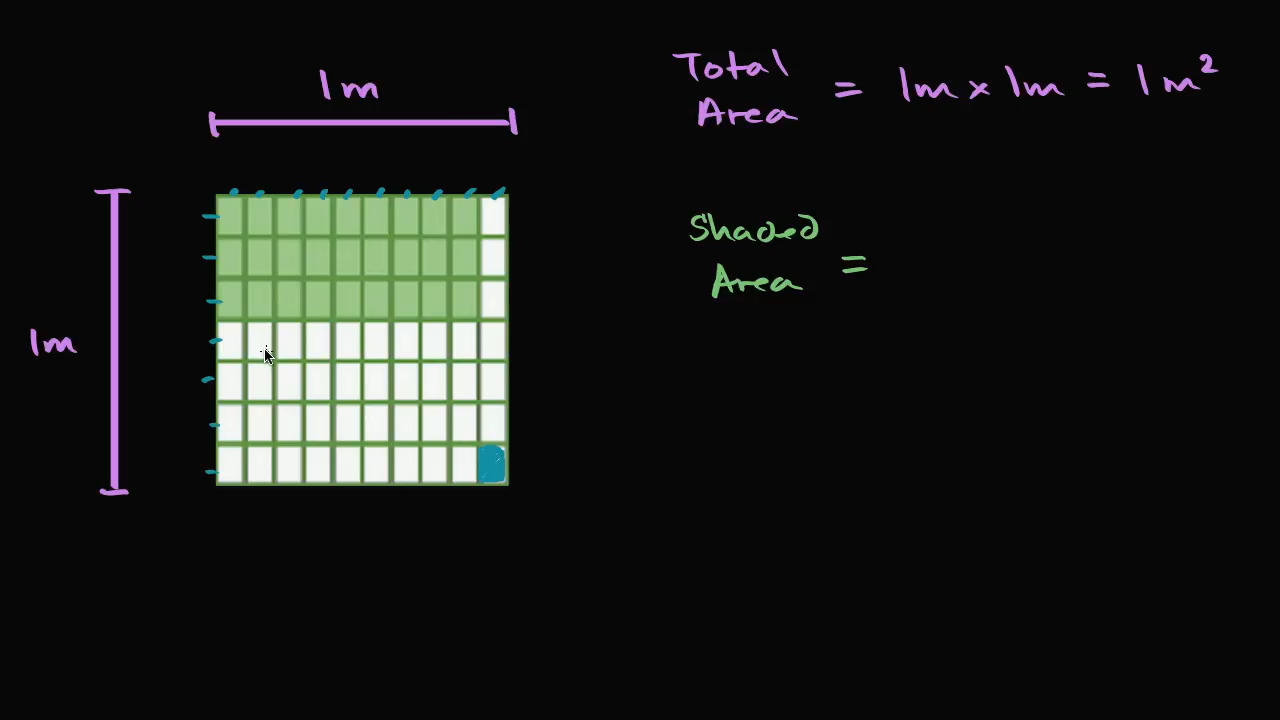 1m
Total
Area = 1m × 1m = 1m²
1m
Shaded
Area =